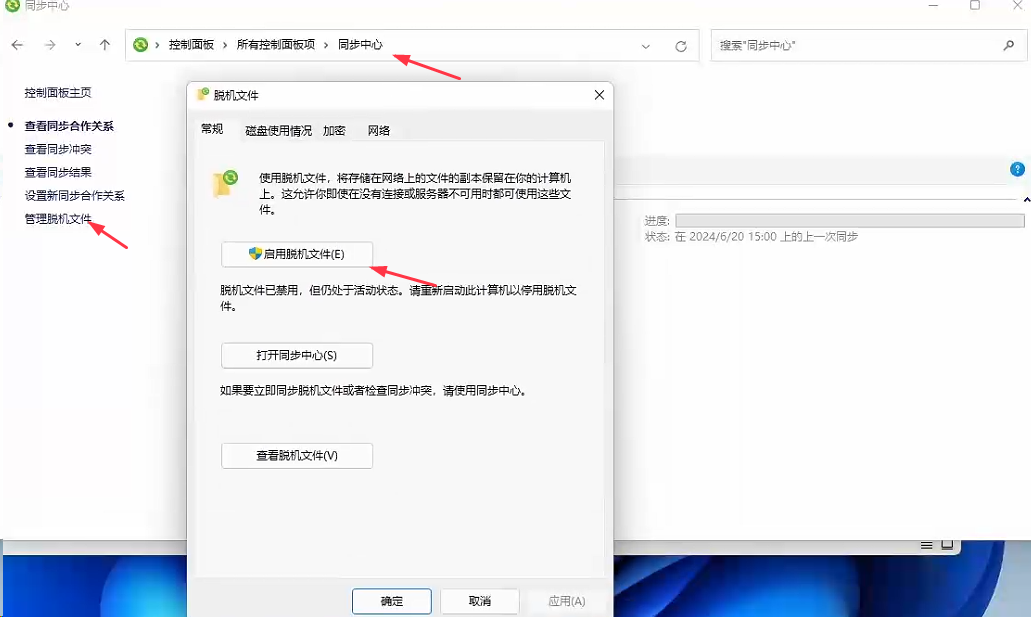 同步中心
控制面板 > 所有控制面板项 > 同步中心
搜索"同步中心"
控制面板主页
查看同步合作关系
查看同步冲突
查看同步结果
设置新同步合作关系
管理脱机文件
脱机文件
常规 磁盘使用情况 加密 网络
使用脱机文件，将存储在网络上的文件的副本保留在你的计算机
上。这允许你即使在没有连接或服务器不可用时都可使用这些文
件。
启用脱机文件(E)
脱机文件已禁用，但仍处于活动状态。请重新启动此计算机以停用脱机文
件。
打开同步中心(S)
如果要立即同步脱机文件或者检查同步冲突，请使用同步中心。
查看脱机文件(V)
确定 取消 应用(A)
进度:
状态: 在 2024/6/20 15:00 上的上一次同步